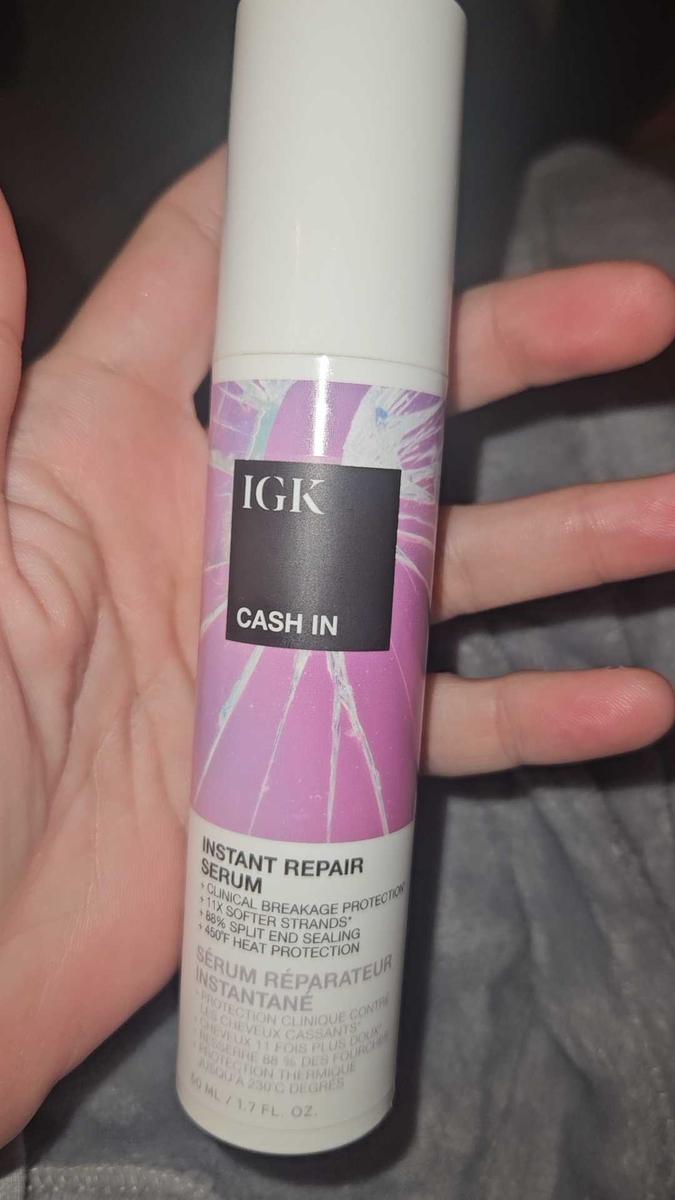 IGK
CASH IN
INSTANT REPAIR
SERUM
+ CLINICAL BREAKAGE PROTECTION*
+ 11X SOFTER STRANDS*
+ 88% SPLIT END SEALING
+ 450°F HEAT PROTECTION
SÉRUM RÉPARATEUR
INSTANTANÉ
+ PROTECTION CLINIQUE CONTRE
LES CHEVEUX CASSANTS*
+ CHEVEUX 11 FOIS PLUS DOUX*
+ RESSERRE 88 % DES FOURCHES
+ PROTECTION THERMIQUE
JUSQU'À 230°C DEGRÉS
50 ML / 1.7 FL. OZ.